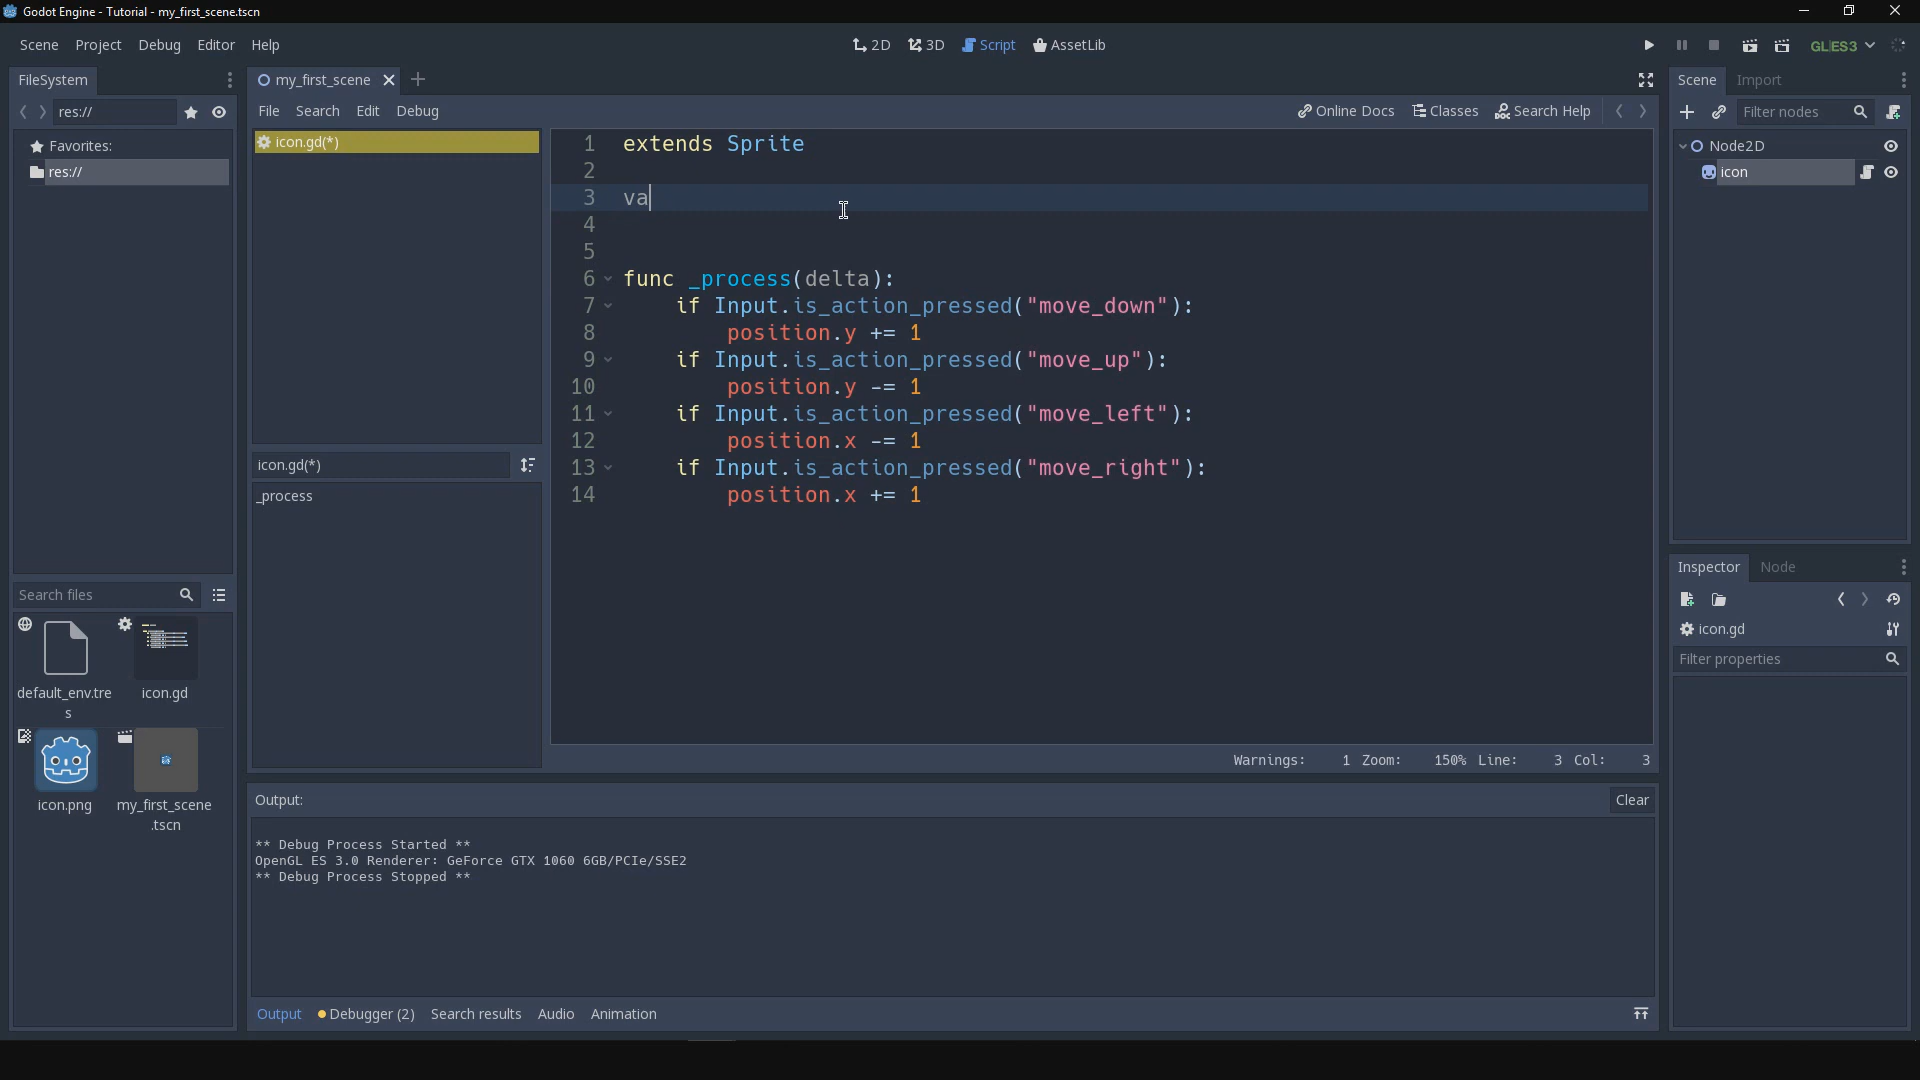 Godot Engine - Tutorial - my_first_scene.tscn
Scene Project Debug Editor Help
2D 3D Script AssetLib
GLES3
FileSystem
res://
Favorites:
res://
Search files
default_env.tre
s
icon.gd
icon.png
my_first_scene
.tscn
my_first_scene
File Search Edit Debug
Online Docs Classes Search Help
icon.gd(*)
icon.gd(*)
_process
1 extends Sprite
2
3 va
4
5
6 func _process(delta):
7 if Input.is_action_pressed("move_down"):
8 position.y += 1
9 if Input.is_action_pressed("move_up"):
10 position.y -= 1
11 if Input.is_action_pressed("move_left"):
12 position.x -= 1
13 if Input.is_action_pressed("move_right"):
14 position.x += 1
Warnings: 1 Zoom: 150% Line: 3 Col: 3
Output:
Clear
** Debug Process Started **
OpenGL ES 3.0 Renderer: GeForce GTX 1060 6GB/PCIe/SSE2
** Debug Process Stopped **
Output Debugger (2) Search results Audio Animation
Scene Import
Filter nodes
Node2D
icon
Inspector Node
icon.gd
Filter properties